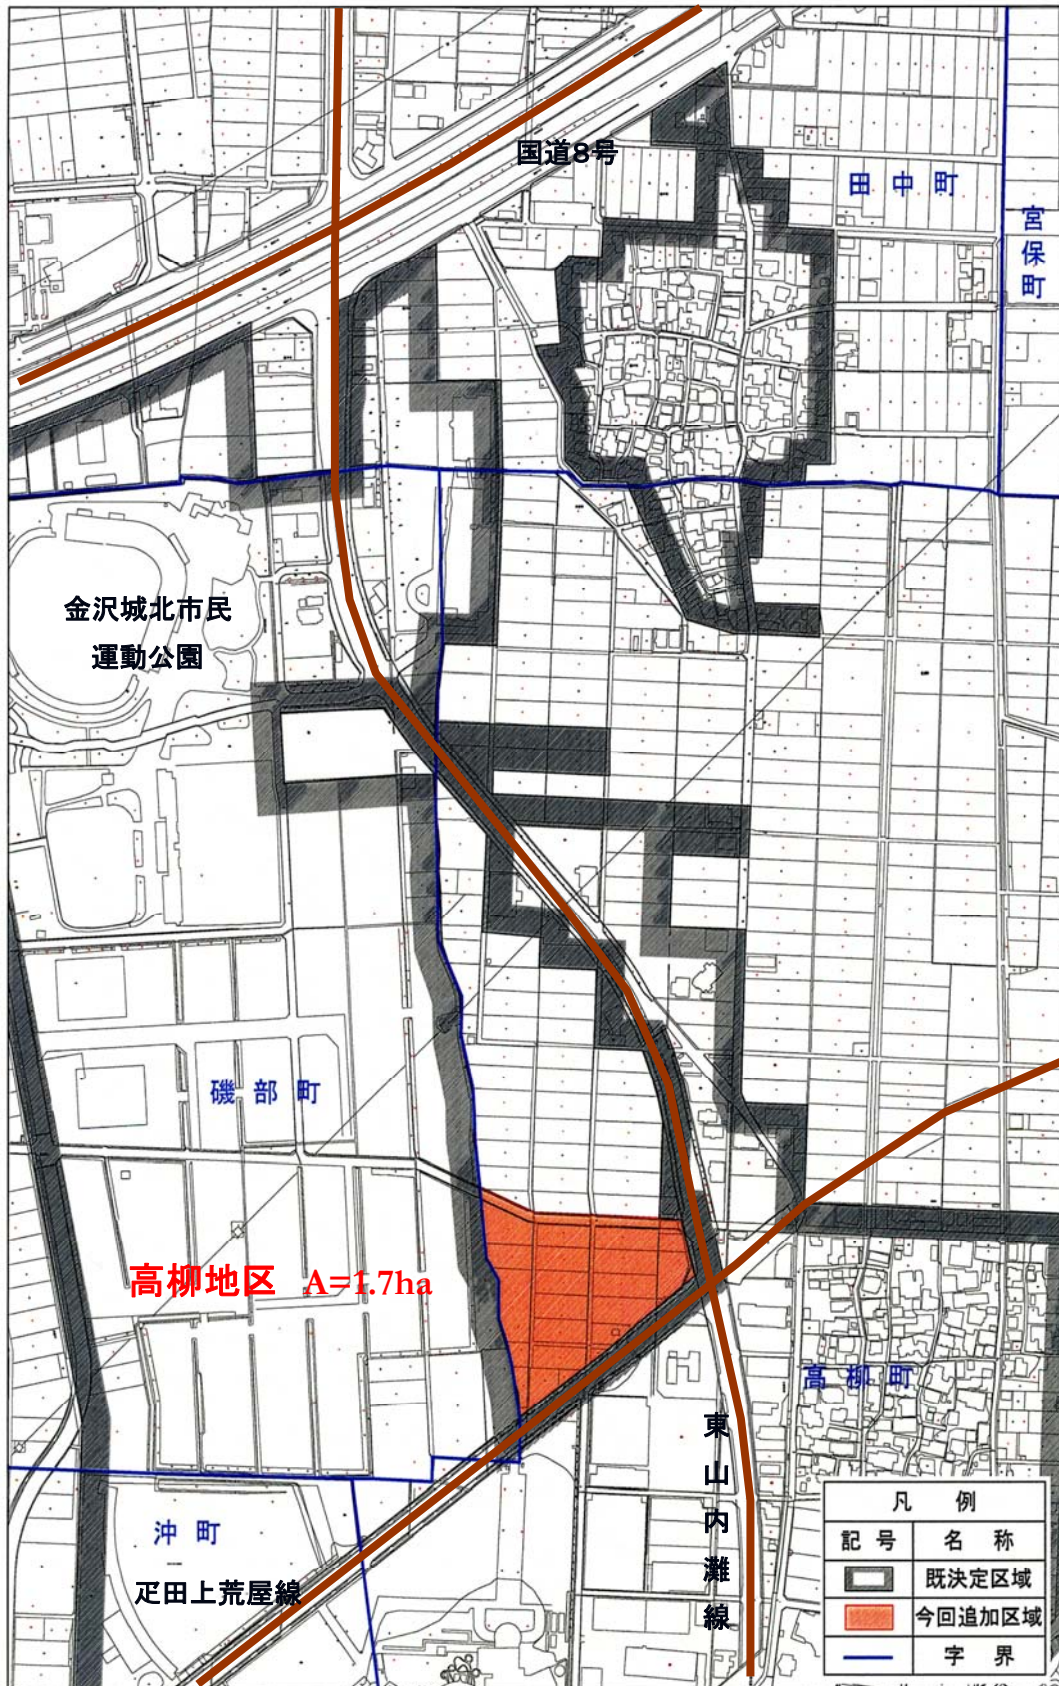 国道8号
田中町
宮保町
金沢城北市民
運動公園
磯部町
高柳地区 A=1.7ha
高柳町
東山内灘線
沖町
疋田上荒屋線
凡 例
記号 名称
既決定区域
今回追加区域
字界